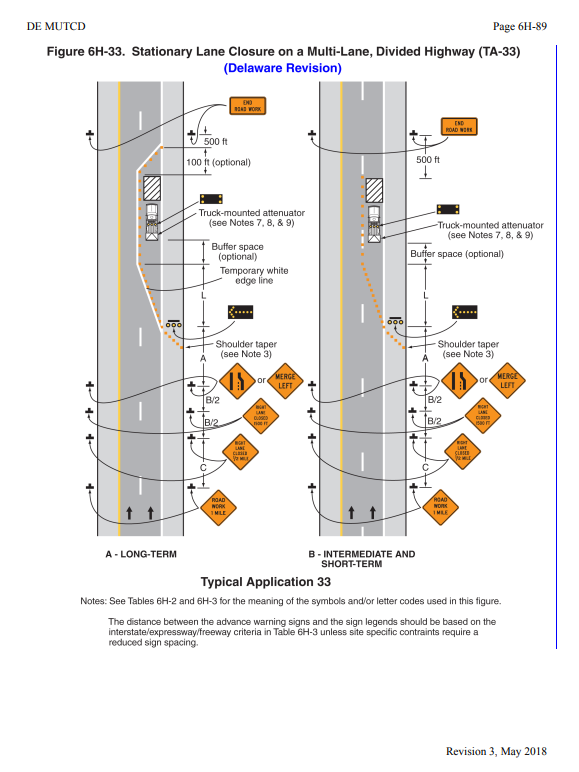 DE MUTCD
Page 6H-89
Figure 6H-33. Stationary Lane Closure on a Multi-Lane, Divided Highway (TA-33)
(Delaware Revision)
END
ROAD WORK
500 ft
100 ft (optional)
Truck-mounted attenuator
(see Notes 7, 8, & 9)
Buffer space
(optional)
Temporary white
edge line
L
Shoulder taper
(see Note 3)
A
or
MERGE
LEFT
B/2
RIGHT
LANE
CLOSED
1500 FT
B/2
RIGHT
LANE
CLOSED
1/2 MILE
C
ROAD
WORK
1 MILE
A - LONG-TERM
END
ROAD WORK
500 ft
Truck-mounted attenuator
(see Notes 7, 8, & 9)
Buffer space (optional)
L
Shoulder taper
(see Note 3)
A
or
MERGE
LEFT
B/2
RIGHT
LANE
CLOSED
1500 FT
B/2
RIGHT
LANE
CLOSED
1/2 MILE
C
ROAD
WORK
1 MILE
B - INTERMEDIATE AND
SHORT-TERM
Typical Application 33
Notes: See Tables 6H-2 and 6H-3 for the meaning of the symbols and/or letter codes used in this figure.
The distance between the advance warning signs and the sign legends should be based on the
interstate/expressway/freeway criteria in Table 6H-3 unless site specific contraints require a
reduced sign spacing.
Revision 3, May 2018